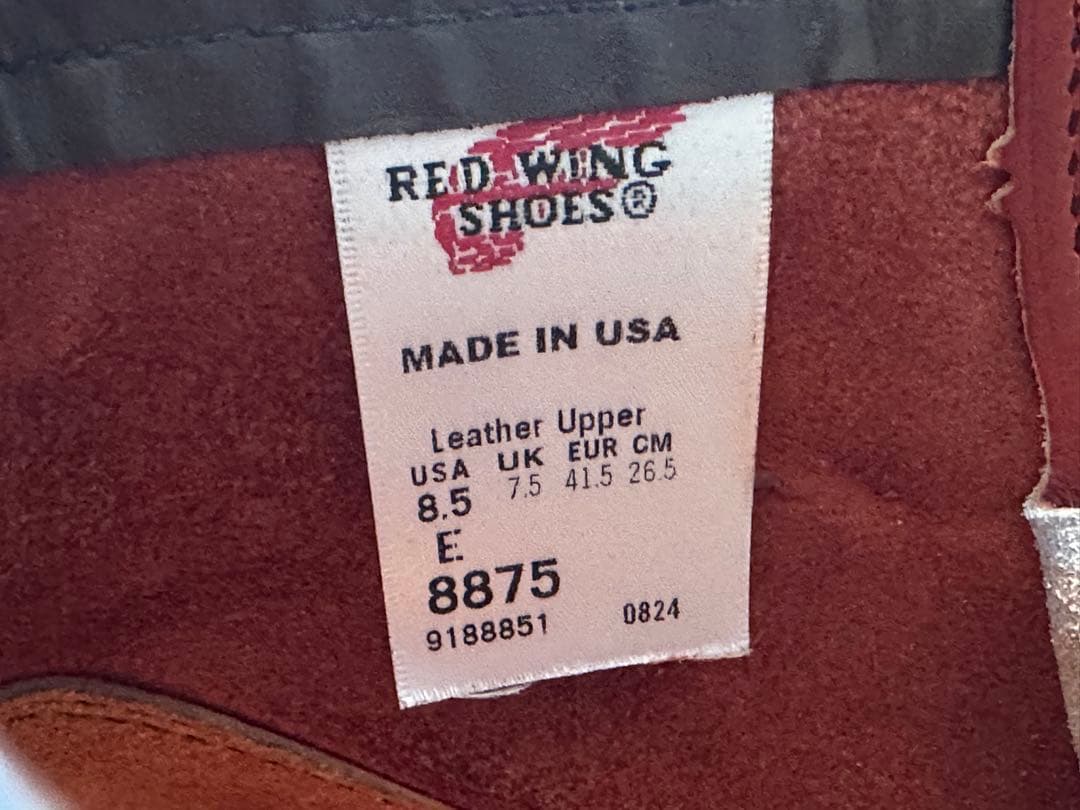 RED WING
SHOES®
MADE IN USA
Leather Upper
USA UK EUR CM
8.5 7.5 41.5 26.5
E
8875
9188851 0824